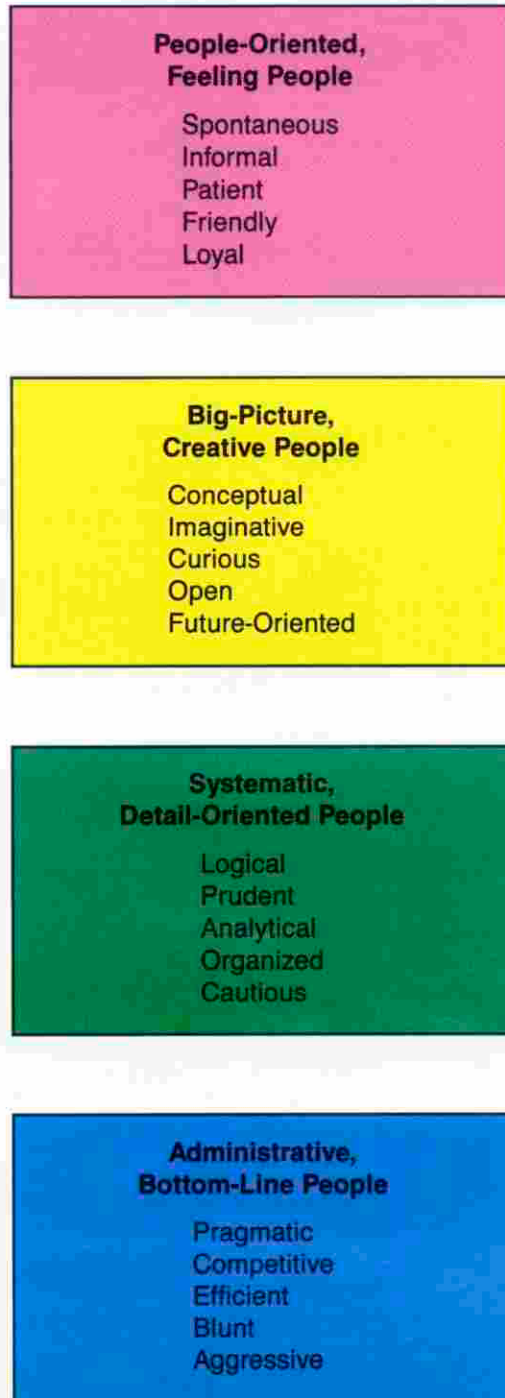 People-Oriented,
Feeling People
Spontaneous
Informal
Patient
Friendly
Loyal
Big-Picture,
Creative People
Conceptual
Imaginative
Curious
Open
Future-Oriented
Systematic,
Detail-Oriented People
Logical
Prudent
Analytical
Organized
Cautious
Administrative,
Bottom-Line People
Pragmatic
Competitive
Efficient
Blunt
Aggressive